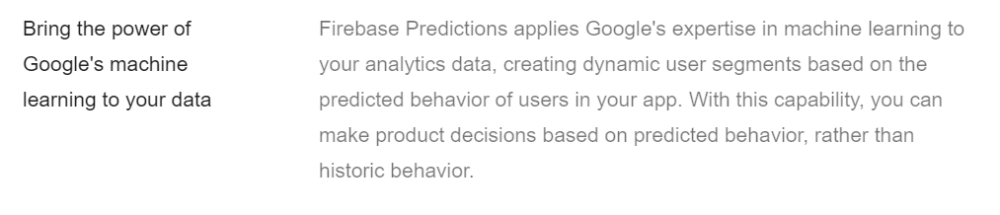 Bring the power of
Google's machine
learning to your data
Firebase Predictions applies Google's expertise in machine learning to
your analytics data, creating dynamic user segments based on the
predicted behavior of users in your app. With this capability, you can
make product decisions based on predicted behavior, rather than
historic behavior.